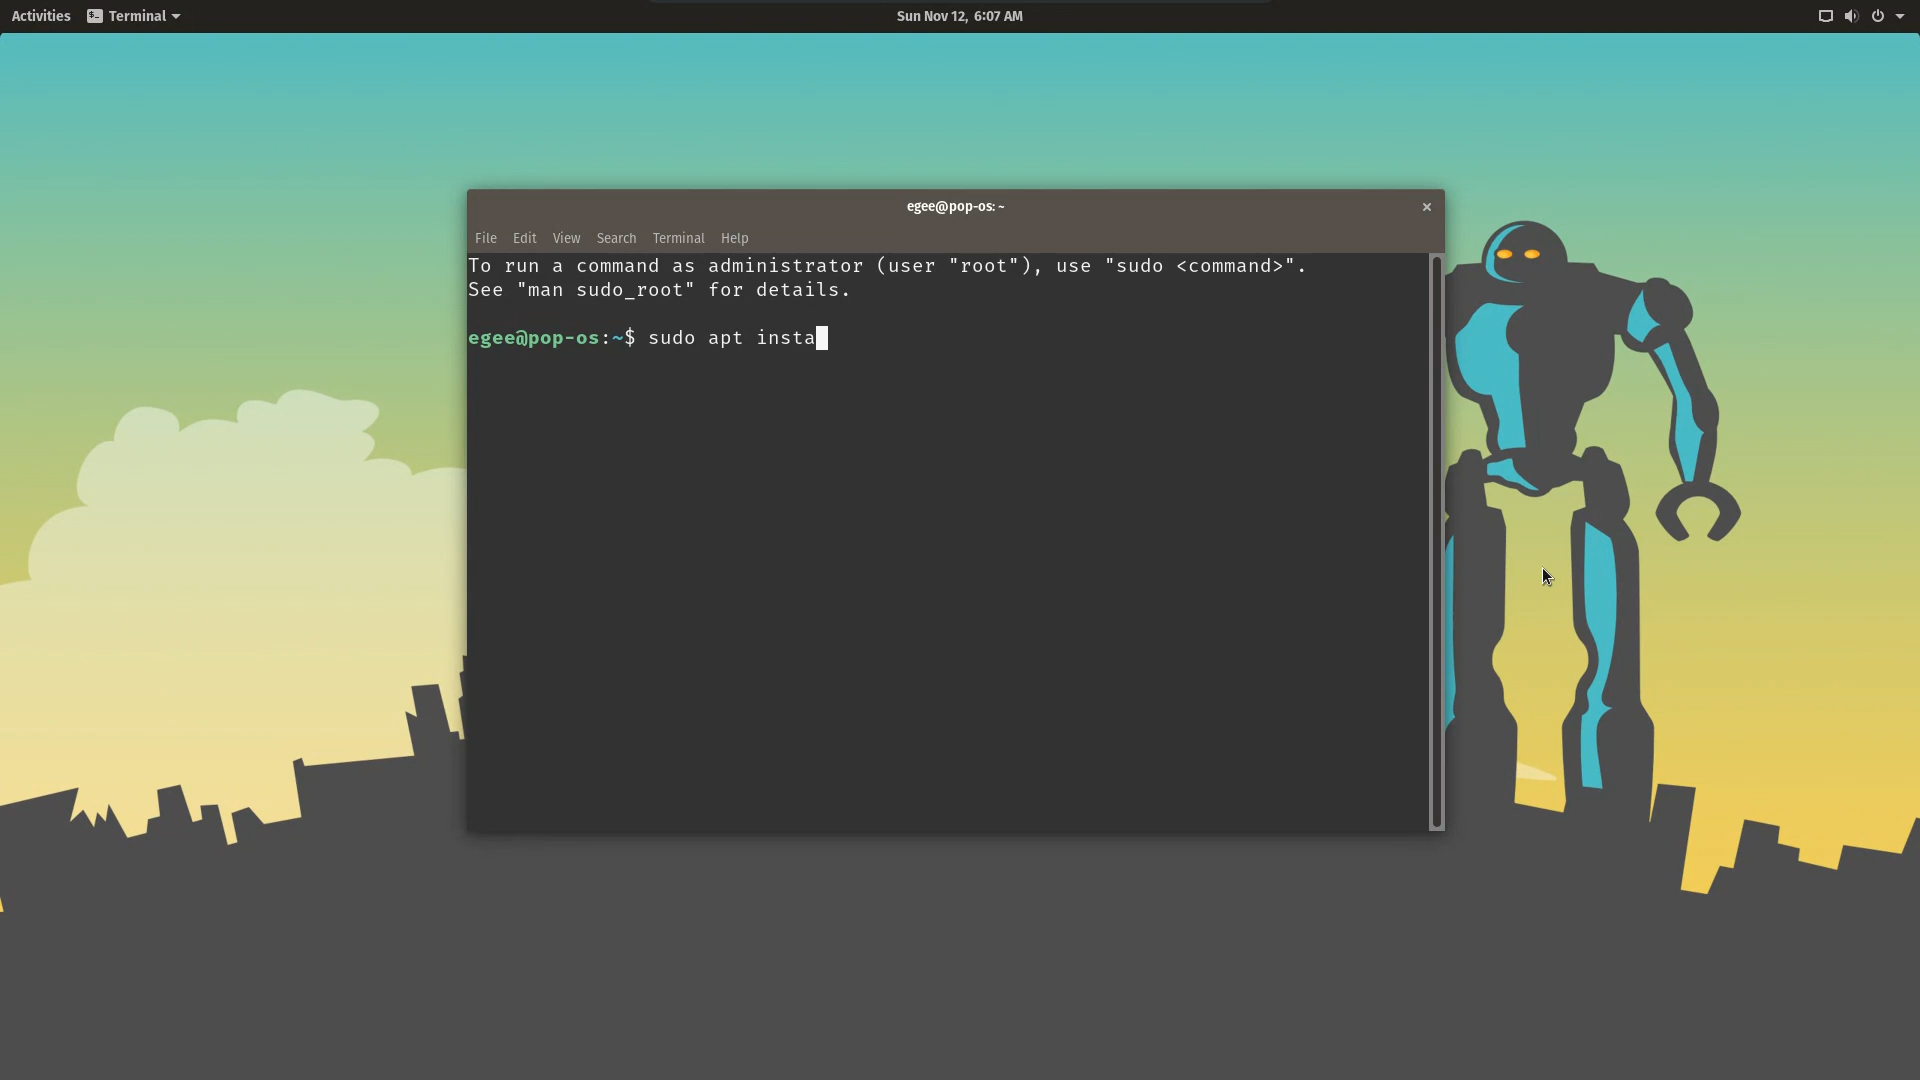 Activities Terminal Sun Nov 12, 6:07 AM
egee@pop-os: ~
File Edit View Search Terminal Help
To run a command as administrator (user "root"), use "sudo <command>".
See "man sudo_root" for details.
egee@pop-os:~$ sudo apt insta